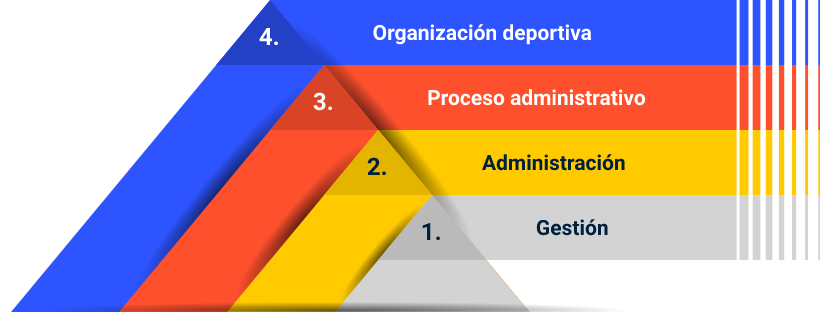 4. Organización deportiva
3. Proceso administrativo
2. Administración
1. Gestión